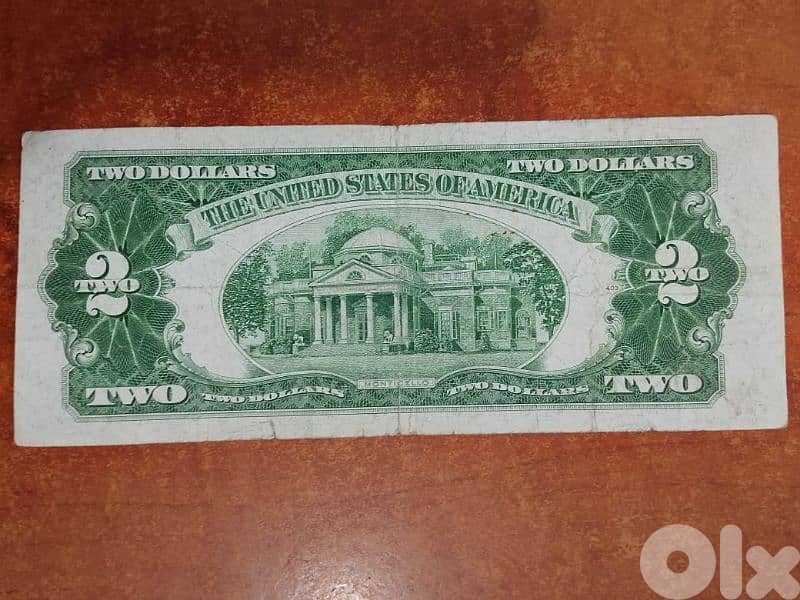 TWO DOLLARS TWO DOLLARS
THE UNITED STATES OF AMERICA
2 2
TWO TWO
MONTICELLO
TWO TWO DOLLARS TWO DOLLARS TWO
Olx